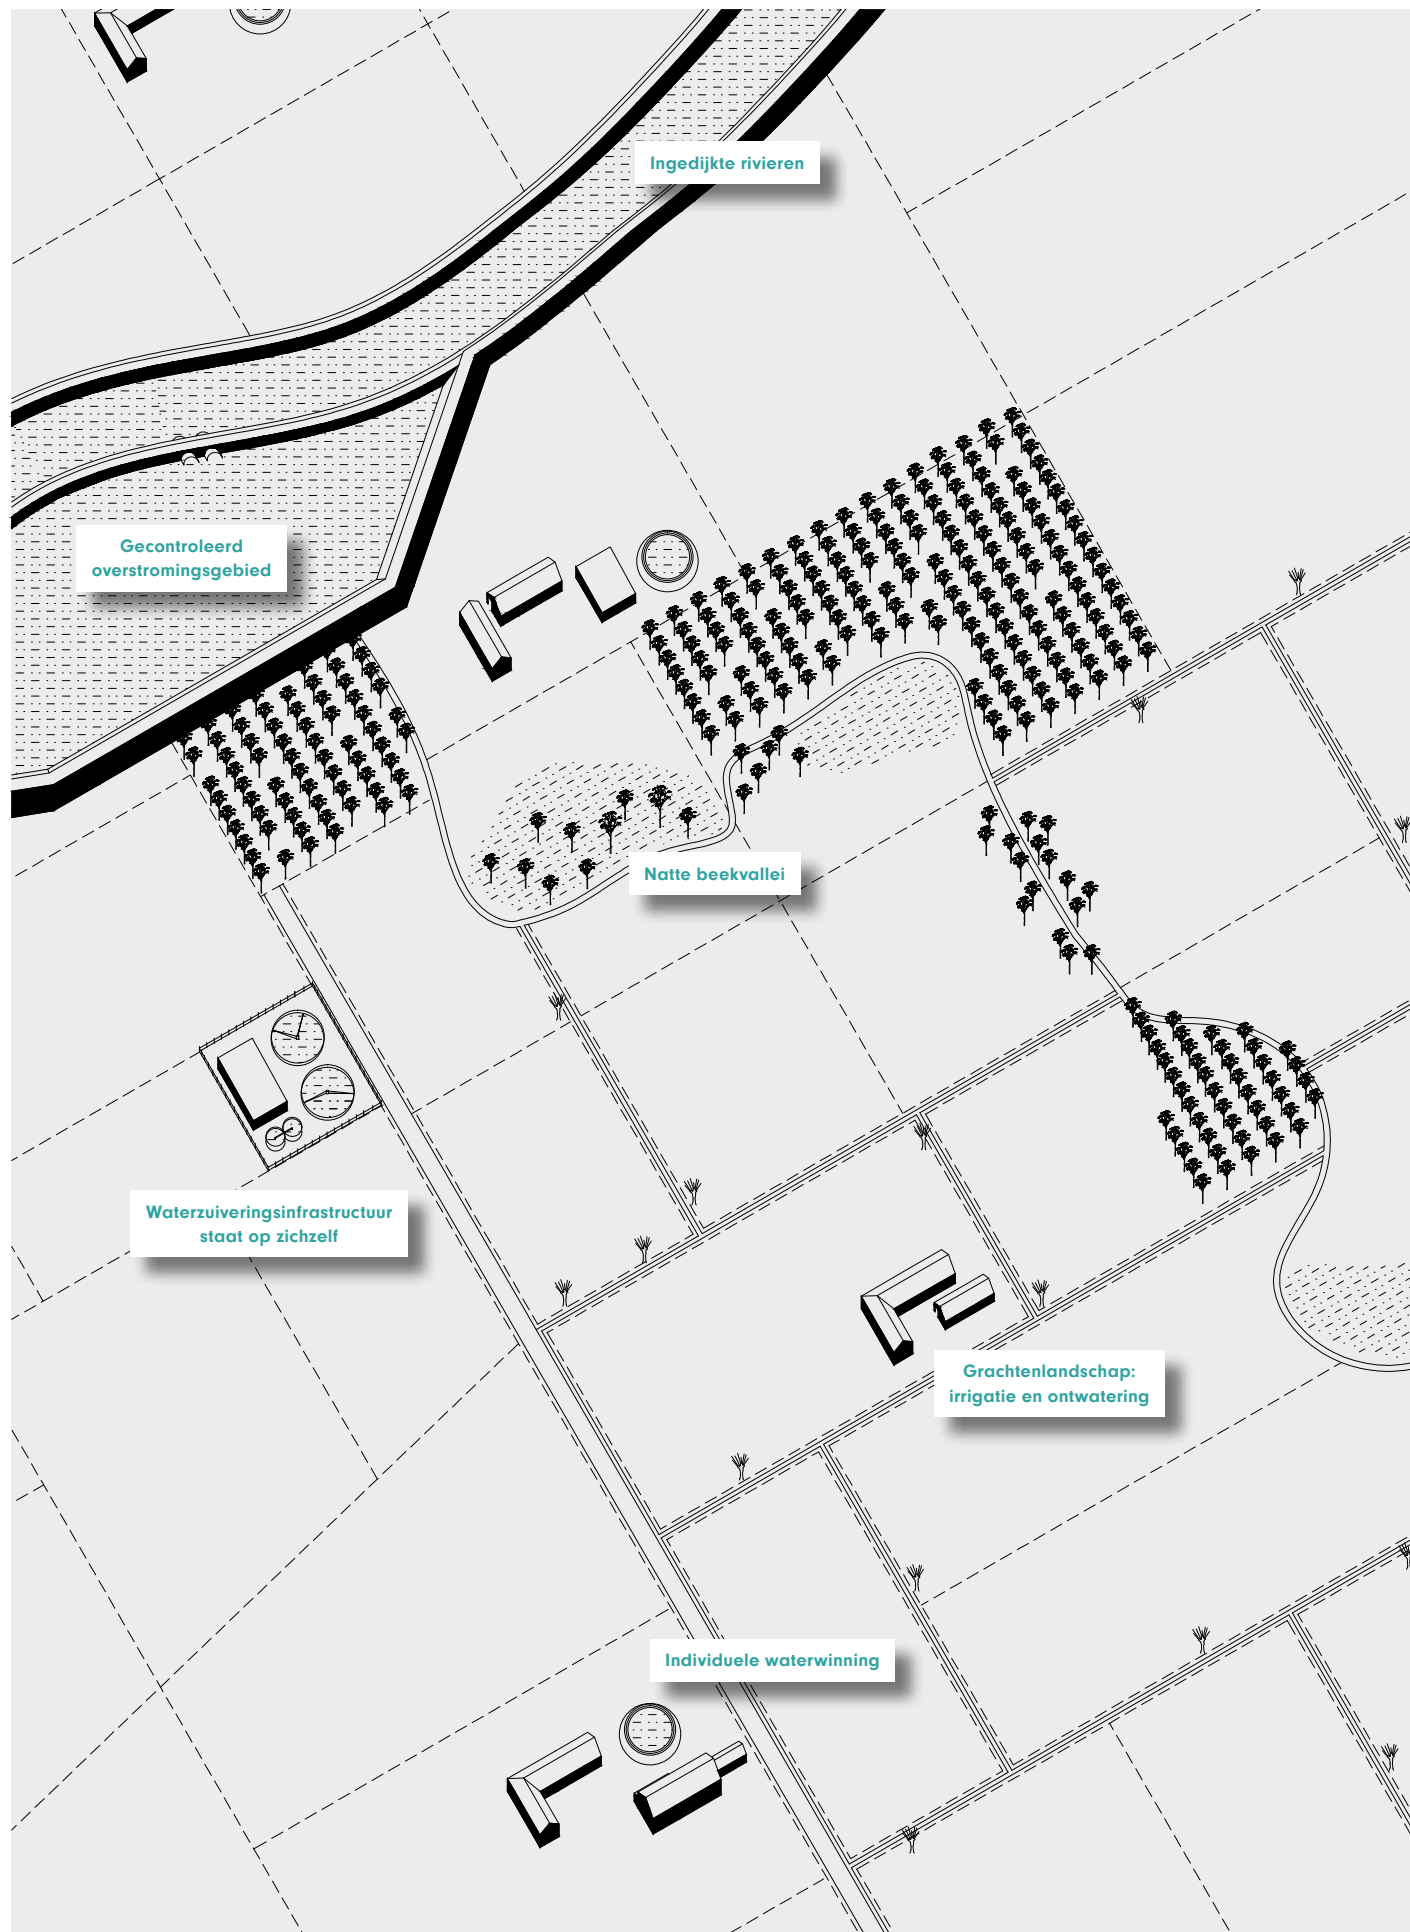 Ingedijkte rivieren
Gecontroleerd
overstromingsgebied
Natte beekvallei
Waterzuiveringsinfrastructuur
staat op zichzelf
Grachtenlandschap:
irrigatie en ontwatering
Individuele waterwinning